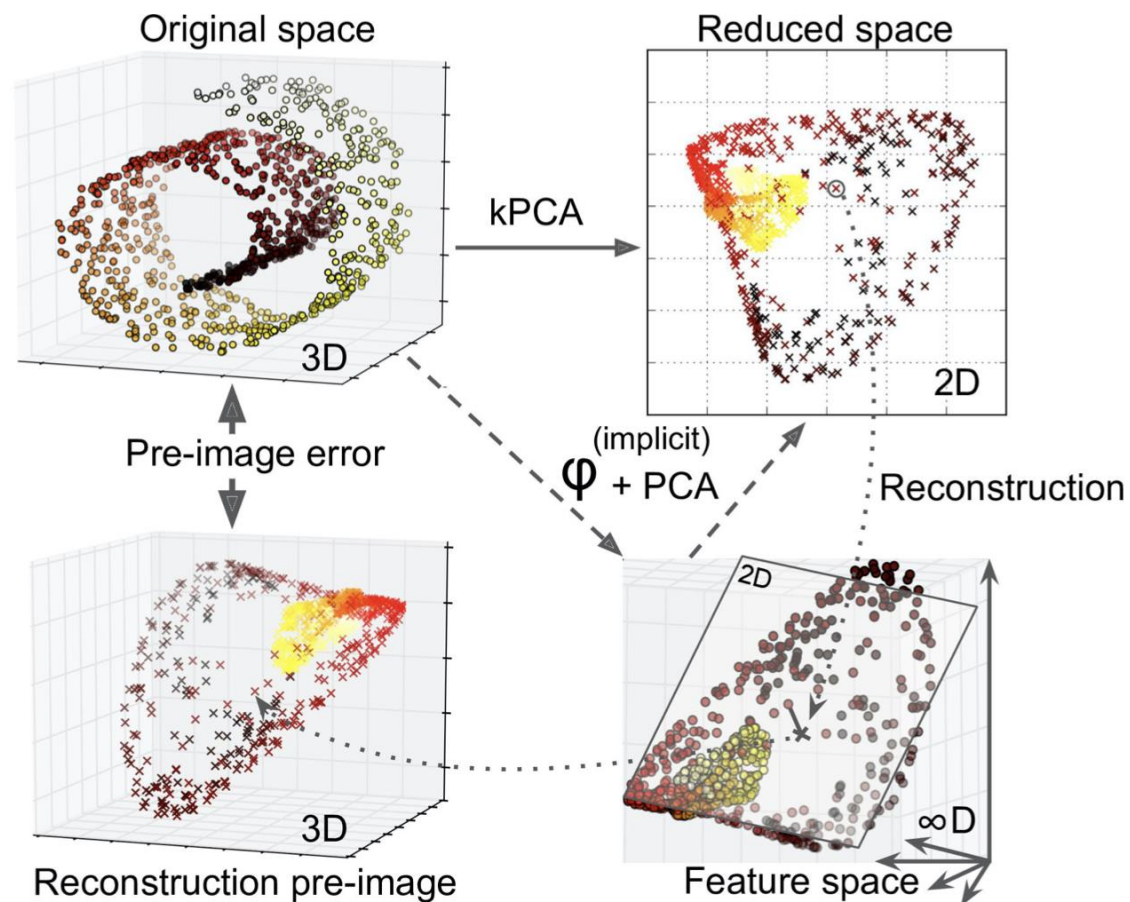 Original space
Reduced space
kPCA
3D
2D
Pre-image error
(implicit)
φ + PCA
Reconstruction
2D
3D
∞D
Reconstruction pre-image
Feature space